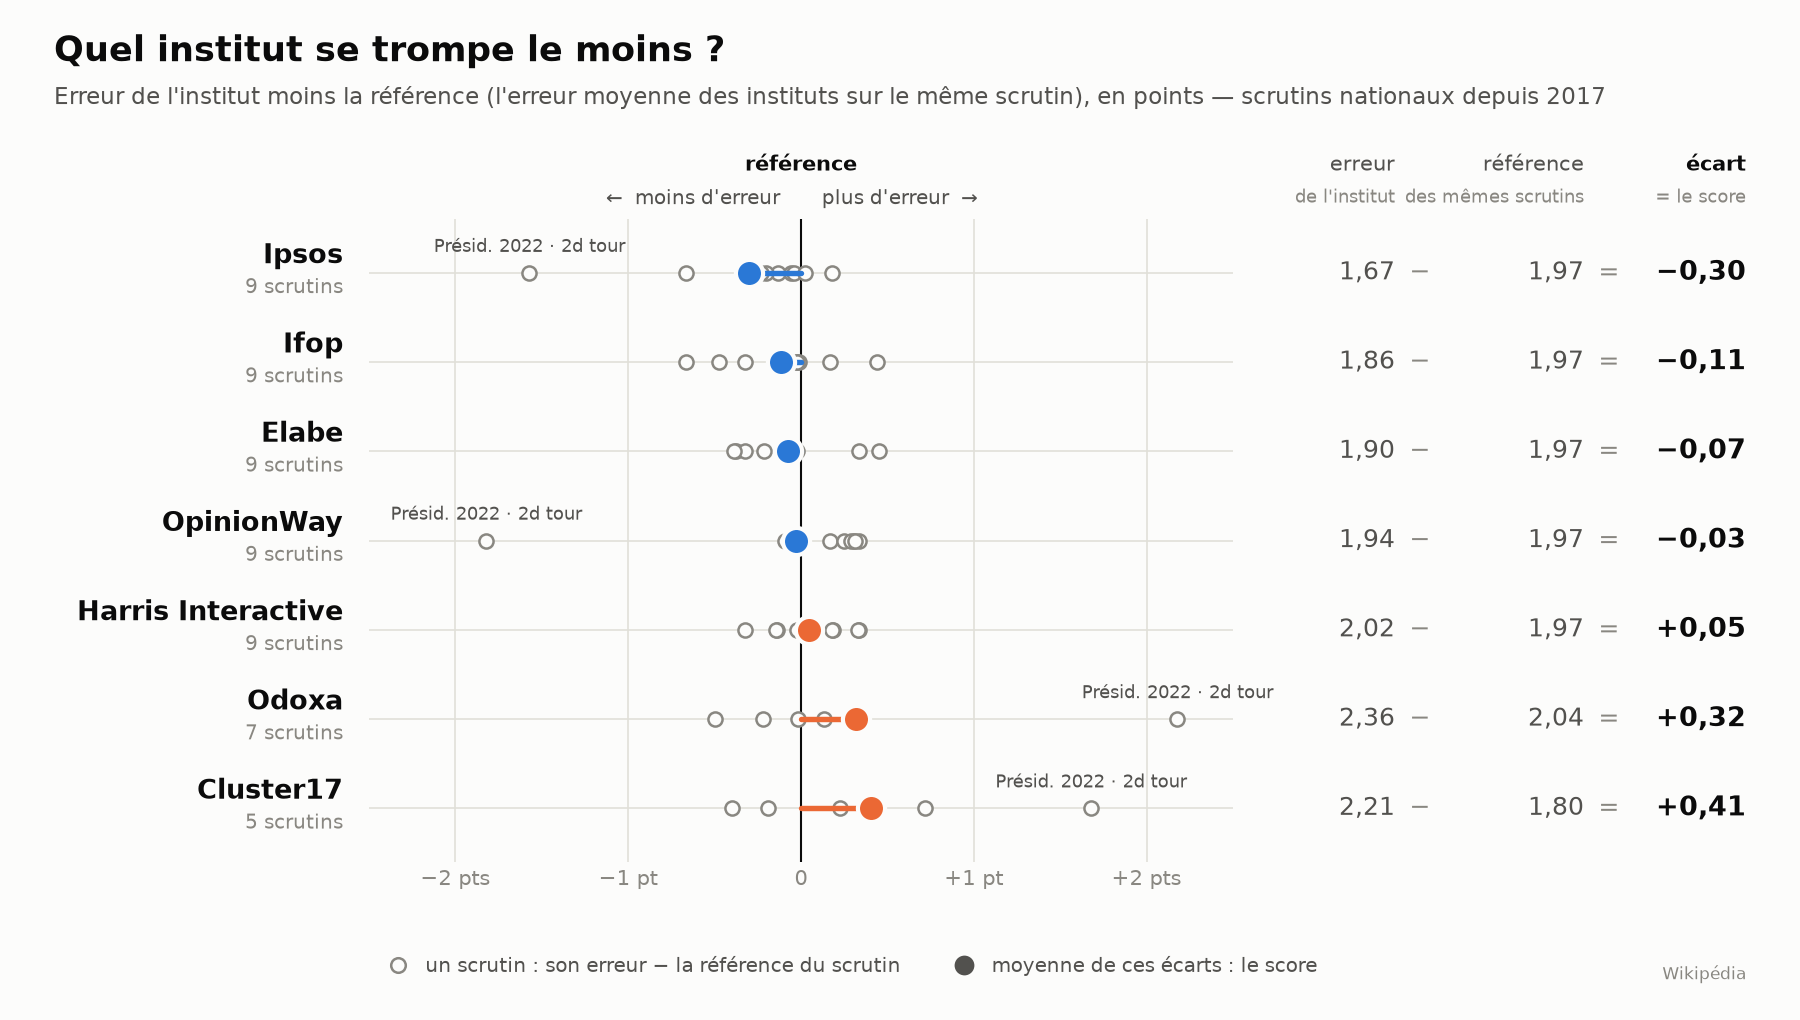 Quel institut se trompe le moins ?
Erreur de l'institut moins la référence (l'erreur moyenne des instituts sur le même scrutin), en points — scrutins nationaux depuis 2017
référence
← moins d'erreur plus d'erreur →
erreur référence écart
de l'institut des mêmes scrutins = le score
Présid. 2022 · 2d tour
Ipsos
9 scrutins
1,67 − 1,97 = −0,30
Ifop
9 scrutins
1,86 − 1,97 = −0,11
Elabe
9 scrutins
1,90 − 1,97 = −0,07
Présid. 2022 · 2d tour
OpinionWay
9 scrutins
1,94 − 1,97 = −0,03
Harris Interactive
9 scrutins
2,02 − 1,97 = +0,05
Présid. 2022 · 2d tour
Odoxa
7 scrutins
2,36 − 2,04 = +0,32
Présid. 2022 · 2d tour
Cluster17
5 scrutins
2,21 − 1,80 = +0,41
−2 pts −1 pt 0 +1 pt +2 pts
un scrutin : son erreur − la référence du scrutin moyenne de ces écarts : le score
Wikipédia